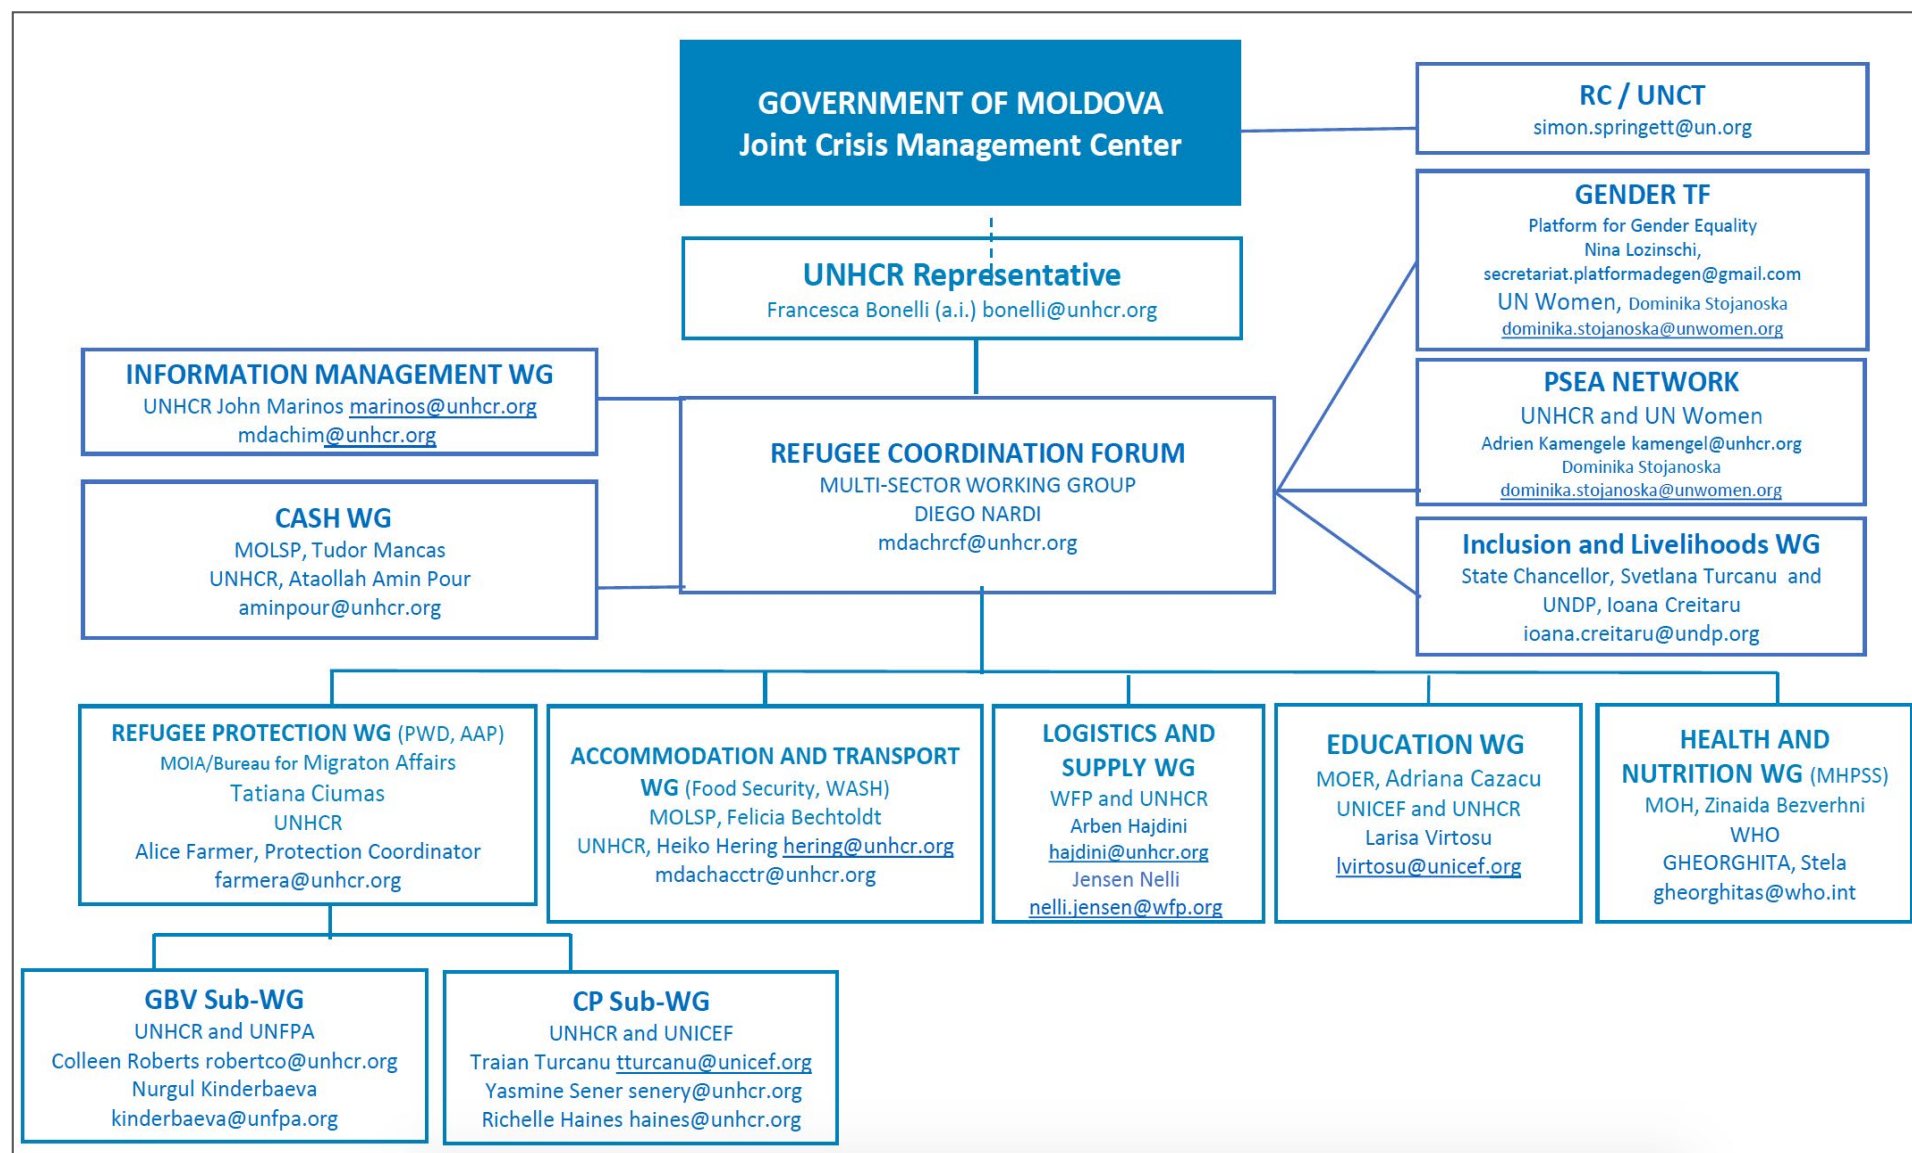 GOVERNMENT OF MOLDOVA
Joint Crisis Management Center
RC / UNCT
simon.springett@un.org
GENDER TF
Platform for Gender Equality
Nina Lozinschi,
secretariat.platformadegen@gmail.com
UN Women, Dominika Stojanoska
dominika.stojanoska@unwomen.org
UNHCR Representative
Francesca Bonelli (a.i.) bonelli@unhcr.org
INFORMATION MANAGEMENT WG
UNHCR John Marinos marinos@unhcr.org
mdachim@unhcr.org
PSEA NETWORK
UNHCR and UN Women
Adrien Kamengele kamengel@unhcr.org
Dominika Stojanoska
dominika.stojanoska@unwomen.org
REFUGEE COORDINATION FORUM
MULTI-SECTOR WORKING GROUP
DIEGO NARDI
mdachrcf@unhcr.org
CASH WG
MOLSP, Tudor Mancas
UNHCR, Ataollah Amin Pour
aminpour@unhcr.org
Inclusion and Livelihoods WG
State Chancellor, Svetlana Turcanu and
UNDP, Ioana Creitaru
ioana.creitaru@undp.org
REFUGEE PROTECTION WG (PWD, AAP)
MOIA/Bureau for Migraton Affairs
Tatiana Ciumas
UNHCR
Alice Farmer, Protection Coordinator
farmera@unhcr.org
ACCOMMODATION AND TRANSPORT
WG (Food Security, WASH)
MOLSP, Felicia Bechtoldt
UNHCR, Heiko Hering hering@unhcr.org
mdachacctr@unhcr.org
LOGISTICS AND
SUPPLY WG
WFP and UNHCR
Arben Hajdini
hajdini@unhcr.org
Jensen Nelli
nelli.jensen@wfp.org
EDUCATION WG
MOER, Adriana Cazacu
UNICEF and UNHCR
Larisa Virtosu
lvirtosu@unicef.org
HEALTH AND
NUTRITION WG (MHPSS)
MOH, Zinaida Bezverhni
WHO
GHEORGHITA, Stela
gheorghitas@who.int
GBV Sub-WG
UNHCR and UNFPA
Colleen Roberts robertco@unhcr.org
Nurgul Kinderbaeva
kinderbaeva@unfpa.org
CP Sub-WG
UNHCR and UNICEF
Traian Turcanu tturcanu@unicef.org
Yasmine Sener senery@unhcr.org
Richelle Haines haines@unhcr.org